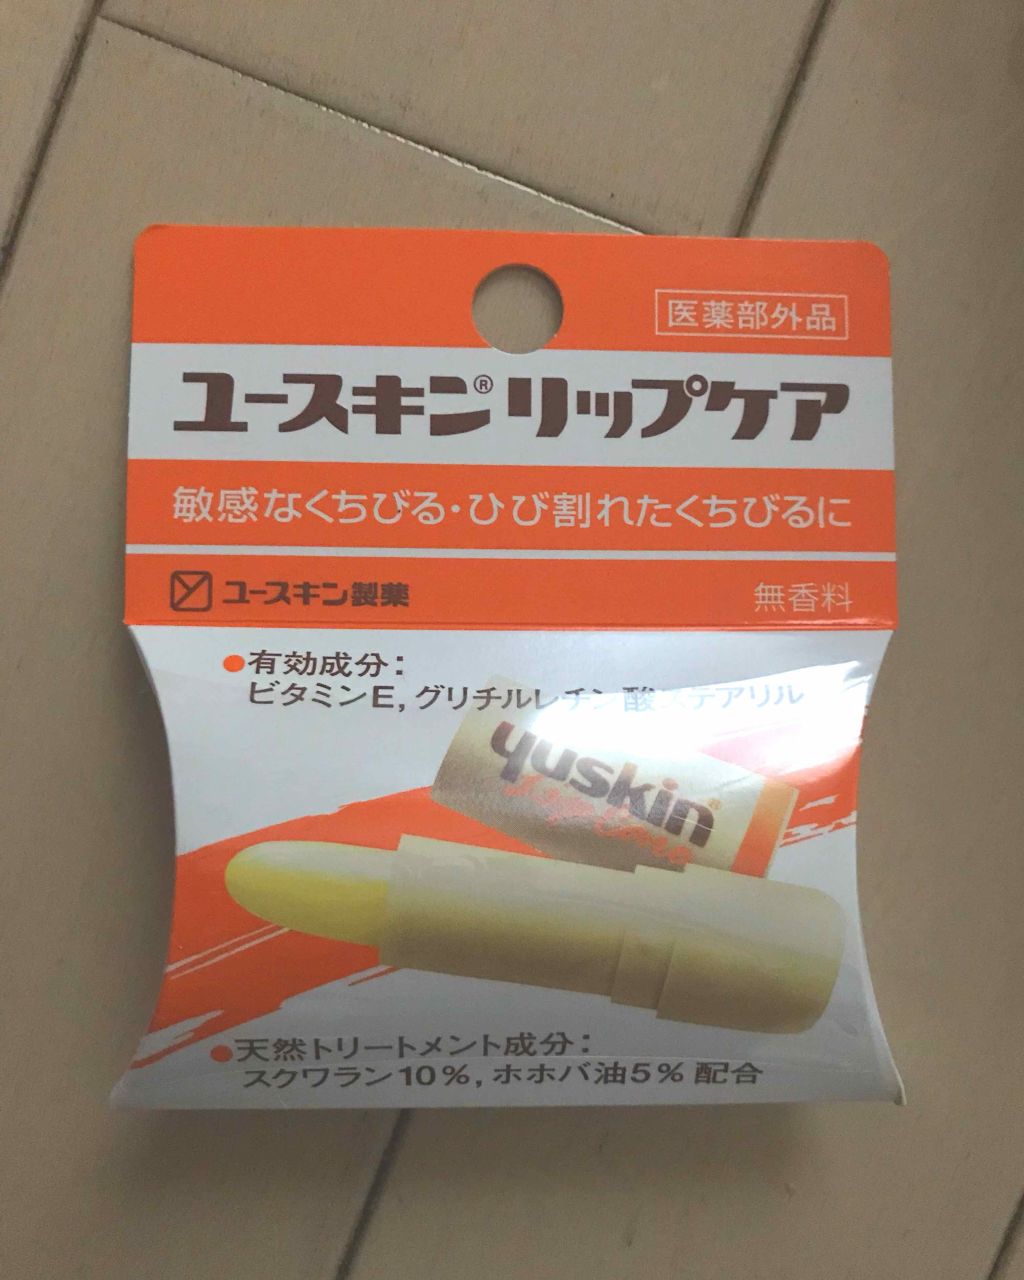 医薬部外品
ユースキン® リップケア
敏感なくちびる・ひび割れたくちびるに
ユースキン製薬
無香料
●有効成分：
ビタミンE, グリチルレチン酸ステアリル
yuskin®
●天然トリートメント成分：
スクワラン10%, ホホバ油5% 配合